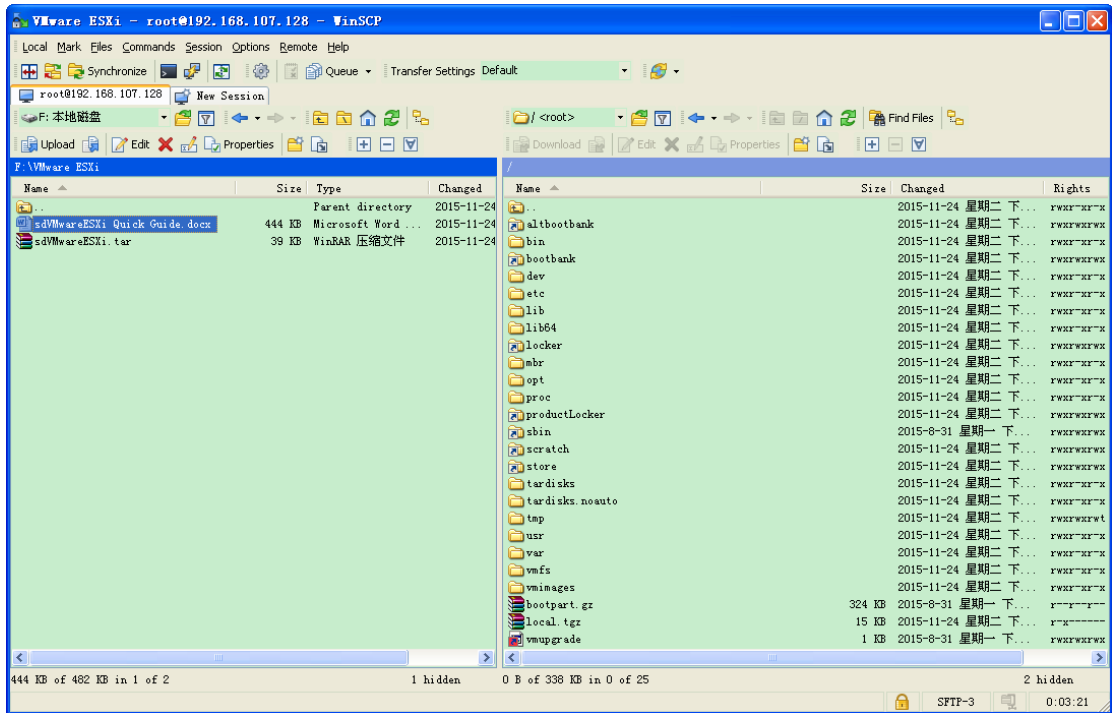 VMware ESXi - root@192.168.107.128 - WinSCP
Local Mark Files Commands Session Options Remote Help
Synchronize Queue Transfer Settings Default
root@192.168.107.128 New Session
F: 本地磁盘 / <root> Find Files
Upload Edit Properties Download Edit Properties
F:\VMware ESXi /
Name Size Type Changed Name Size Changed Rights
.. Parent directory 2015-11-24 .. 2015-11-24 星期二 下... rwxr-xr-x
sdVMwareESXi Quick Guide.docx 444 KB Microsoft Word ... 2015-11-24 altbootbank 2015-11-24 星期二 下... rwxrwxrwx
sdVMwareESXi.tar 39 KB WinRAR 压缩文件 2015-11-24 bin 2015-11-24 星期二 下... rwxr-xr-x
bootbank 2015-11-24 星期二 下... rwxrwxrwx
dev 2015-11-24 星期二 下... rwxr-xr-x
etc 2015-11-24 星期二 下... rwxr-xr-x
lib 2015-11-24 星期二 下... rwxr-xr-x
lib64 2015-11-24 星期二 下... rwxr-xr-x
locker 2015-11-24 星期二 下... rwxrwxrwx
mbr 2015-11-24 星期二 下... rwxr-xr-x
opt 2015-11-24 星期二 下... rwxr-xr-x
proc 2015-11-24 星期二 下... rwxr-xr-x
productLocker 2015-11-24 星期二 下... rwxrwxrwx
sbin 2015-8-31 星期一 下... rwxrwxrwx
scratch 2015-11-24 星期二 下... rwxrwxrwx
store 2015-11-24 星期二 下... rwxrwxrwx
tardisks 2015-11-24 星期二 下... rwxr-xr-x
tardisks.noauto 2015-11-24 星期二 下... rwxr-xr-x
tmp 2015-11-24 星期二 下... rwxrwxrwt
usr 2015-11-24 星期二 下... rwxr-xr-x
var 2015-11-24 星期二 下... rwxr-xr-x
vmfs 2015-11-24 星期二 下... rwxr-xr-x
vmimages 2015-11-24 星期二 下... rwxr-xr-x
bootpart.gz 324 KB 2015-8-31 星期一 下... r--r--r--
local.tgz 15 KB 2015-11-24 星期二 下... r-x------
vmupgrade 1 KB 2015-8-31 星期一 下... rwxrwxrwx
444 KB of 482 KB in 1 of 2 1 hidden 0 B of 338 KB in 0 of 25 2 hidden
SFTP-3 0:03:21